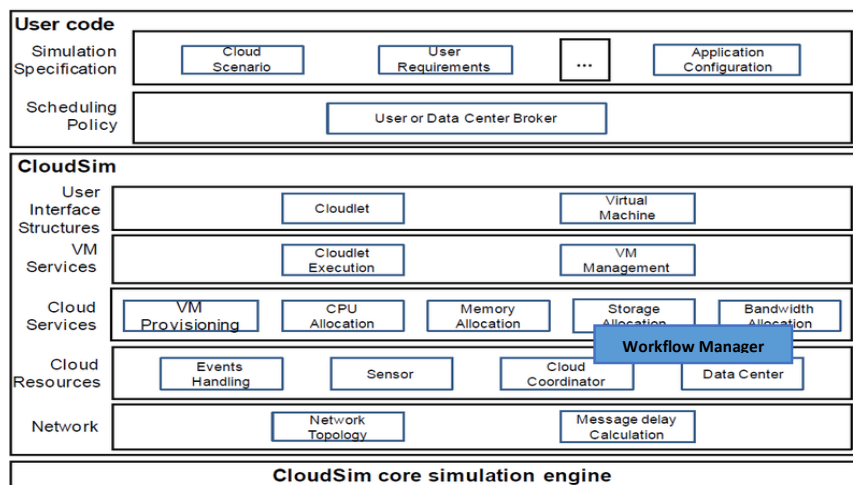 User code
Simulation
Specification
Cloud
Scenario
User
Requirements
...
Application
Configuration
Scheduling
Policy
User or Data Center Broker
CloudSim
User
Interface
Structures
Cloudlet
Virtual
Machine
VM
Services
Cloudlet
Execution
VM
Management
Cloud
Services
VM
Provisioning
CPU
Allocation
Memory
Allocation
Storage
Allocation
Bandwidth
Allocation
Workflow Manager
Cloud
Resources
Events
Handling
Sensor
Cloud
Coordinator
Data Center
Network
Network
Topology
Message delay
Calculation
CloudSim core simulation engine